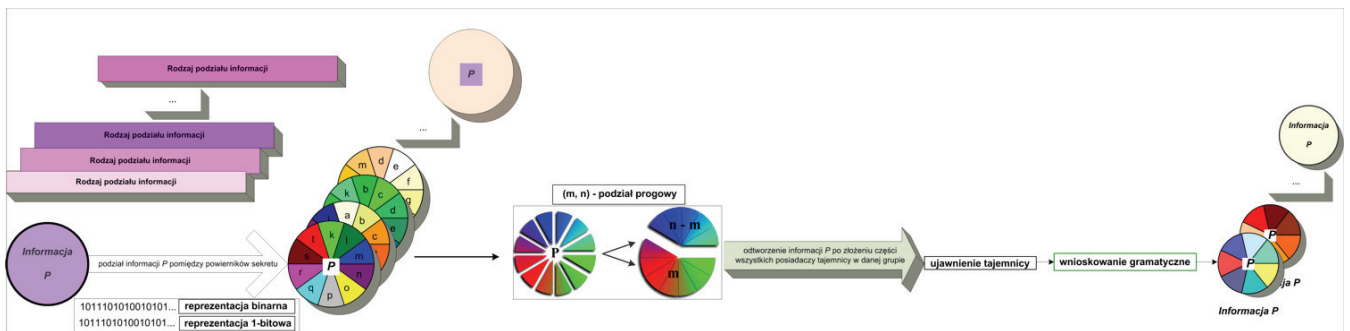 Rodzaj podziału informacji
...
Rodzaj podziału informacji
Rodzaj podziału informacji
Rodzaj podziału informacji
Informacja
P
podział informacji P pomiędzy powierników sekretu
1011101010010101... reprezentacja binarna
1011101010010101... reprezentacja 1-bitowa
P
...
m
d
e
f
g
k
b
c
d
e
a
b
c
t
k
l
s
P
m
r
n
q
p
o
(m, n) - podział progowy
P
n - m
m
odtworzenie informacji P po złożeniu części
wszystkich posiadaczy tajemnicy w danej grupie
ujawnienie tajemnicy
wnioskowanie gramatyczne
Informacja
P
...
P
P
cja P
Informacja P